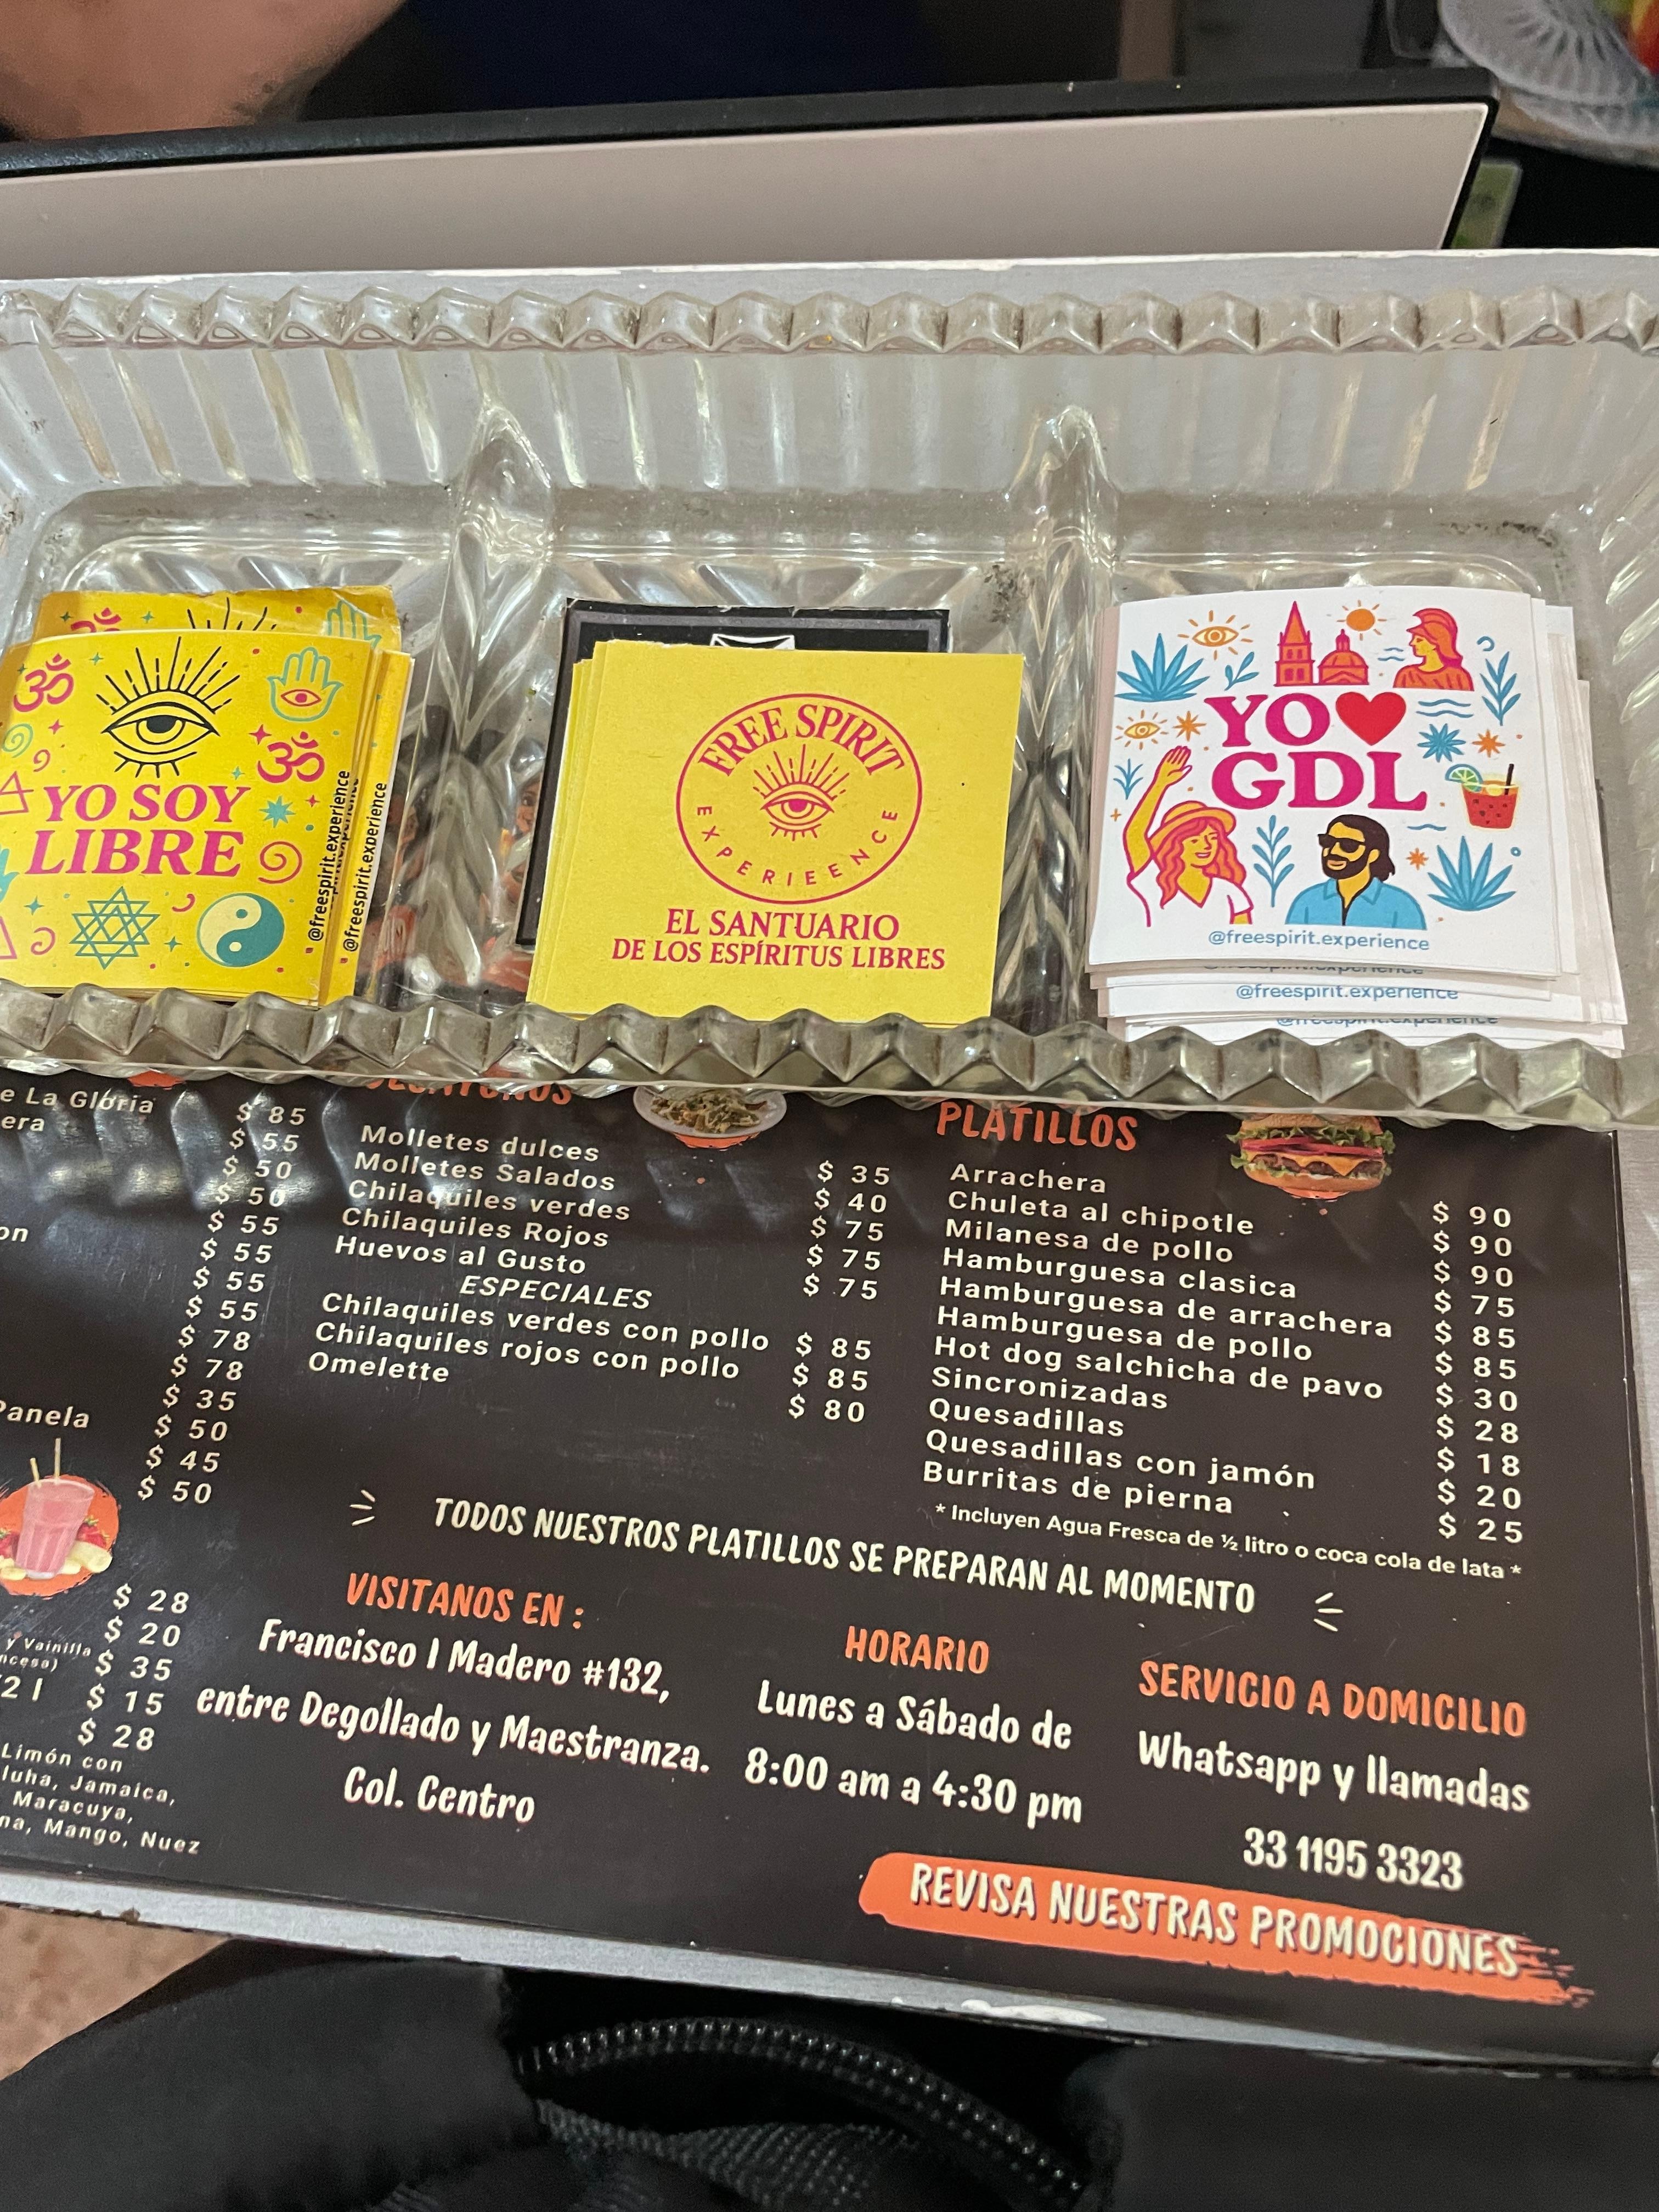 YO SOY
LIBRE
@freespirit.experience
@freespirit.experience
FREE SPIRIT
EXPERIEENCE
EL SANTUARIO
DE LOS ESPÍRITUS LIBRES
YO GDL
@freespirit.experience
@freespirit.experience
@freespirit.experience
La Gloria $ 85
$ 55
$ 50
$ 50
$ 55
$ 55
$ 55
$ 55
$ 78
$ 78
$ 35
Panela $ 50
$ 45
$ 50
$ 28
$ 20
y Vainilla $ 35
$ 15
$ 28
Limón con
Jamaica,
Maracuya,
Mango, Nuez
Molletes dulces $ 35
Molletes Salados $ 40
Chilaquiles verdes $ 75
Chilaquiles Rojos $ 75
Huevos al Gusto $ 75
ESPECIALES
Chilaquiles verdes con pollo $ 85
Chilaquiles rojos con pollo $ 85
Omelette $ 80
PLATILLOS
Arrachera $ 90
Chuleta al chipotle $ 90
Milanesa de pollo $ 90
Hamburguesa clasica $ 75
Hamburguesa de arrachera $ 85
Hamburguesa de pollo $ 85
Hot dog salchicha de pavo $ 30
Sincronizadas $ 28
Quesadillas $ 18
Quesadillas con jamón $ 20
Burritas de pierna $ 25
* Incluyen Agua Fresca de ½ litro o coca cola de lata *
TODOS NUESTROS PLATILLOS SE PREPARAN AL MOMENTO
VISITANOS EN :
Francisco I Madero #132,
entre Degollado y Maestranza.
Col. Centro
HORARIO
Lunes a Sábado de
8:00 am a 4:30 pm
SERVICIO A DOMICILIO
Whatsapp y llamadas
33 1195 3323
REVISA NUESTRAS PROMOCIONES